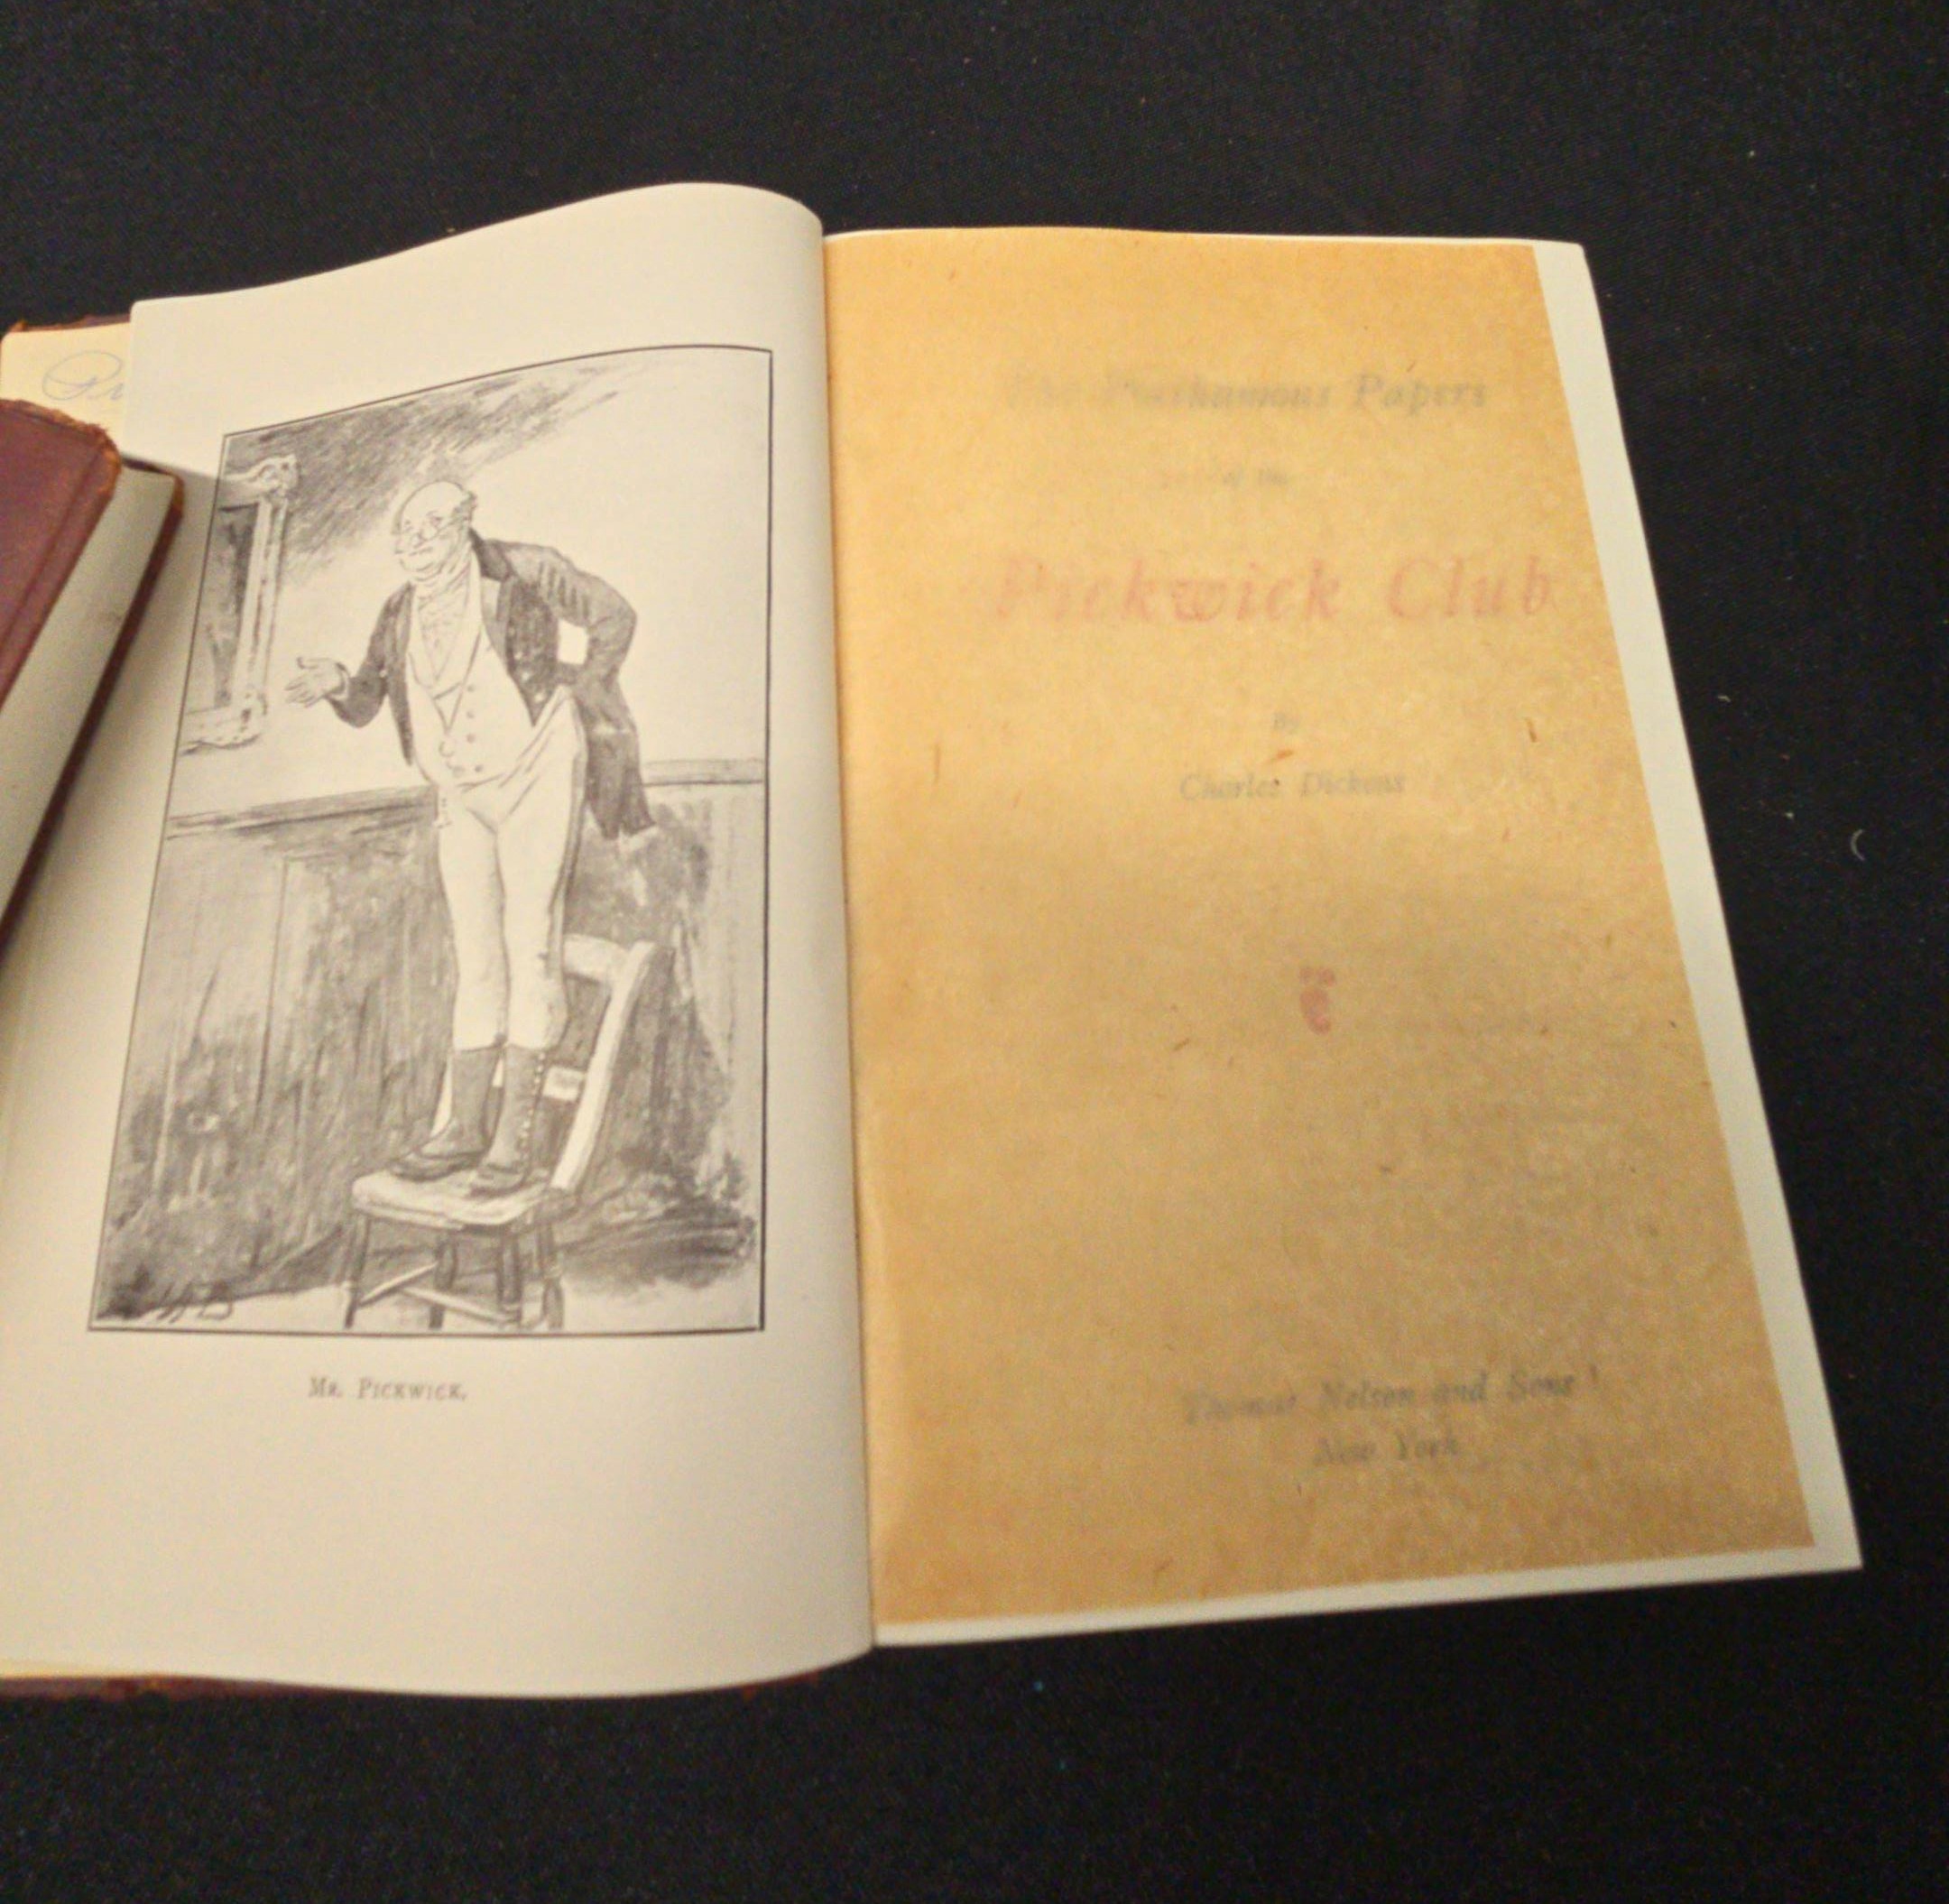 Mr. Pickwick.
The Posthumous Papers
of the
Pickwick Club
By
Charles Dickens
Thomas Nelson and Sons
New York